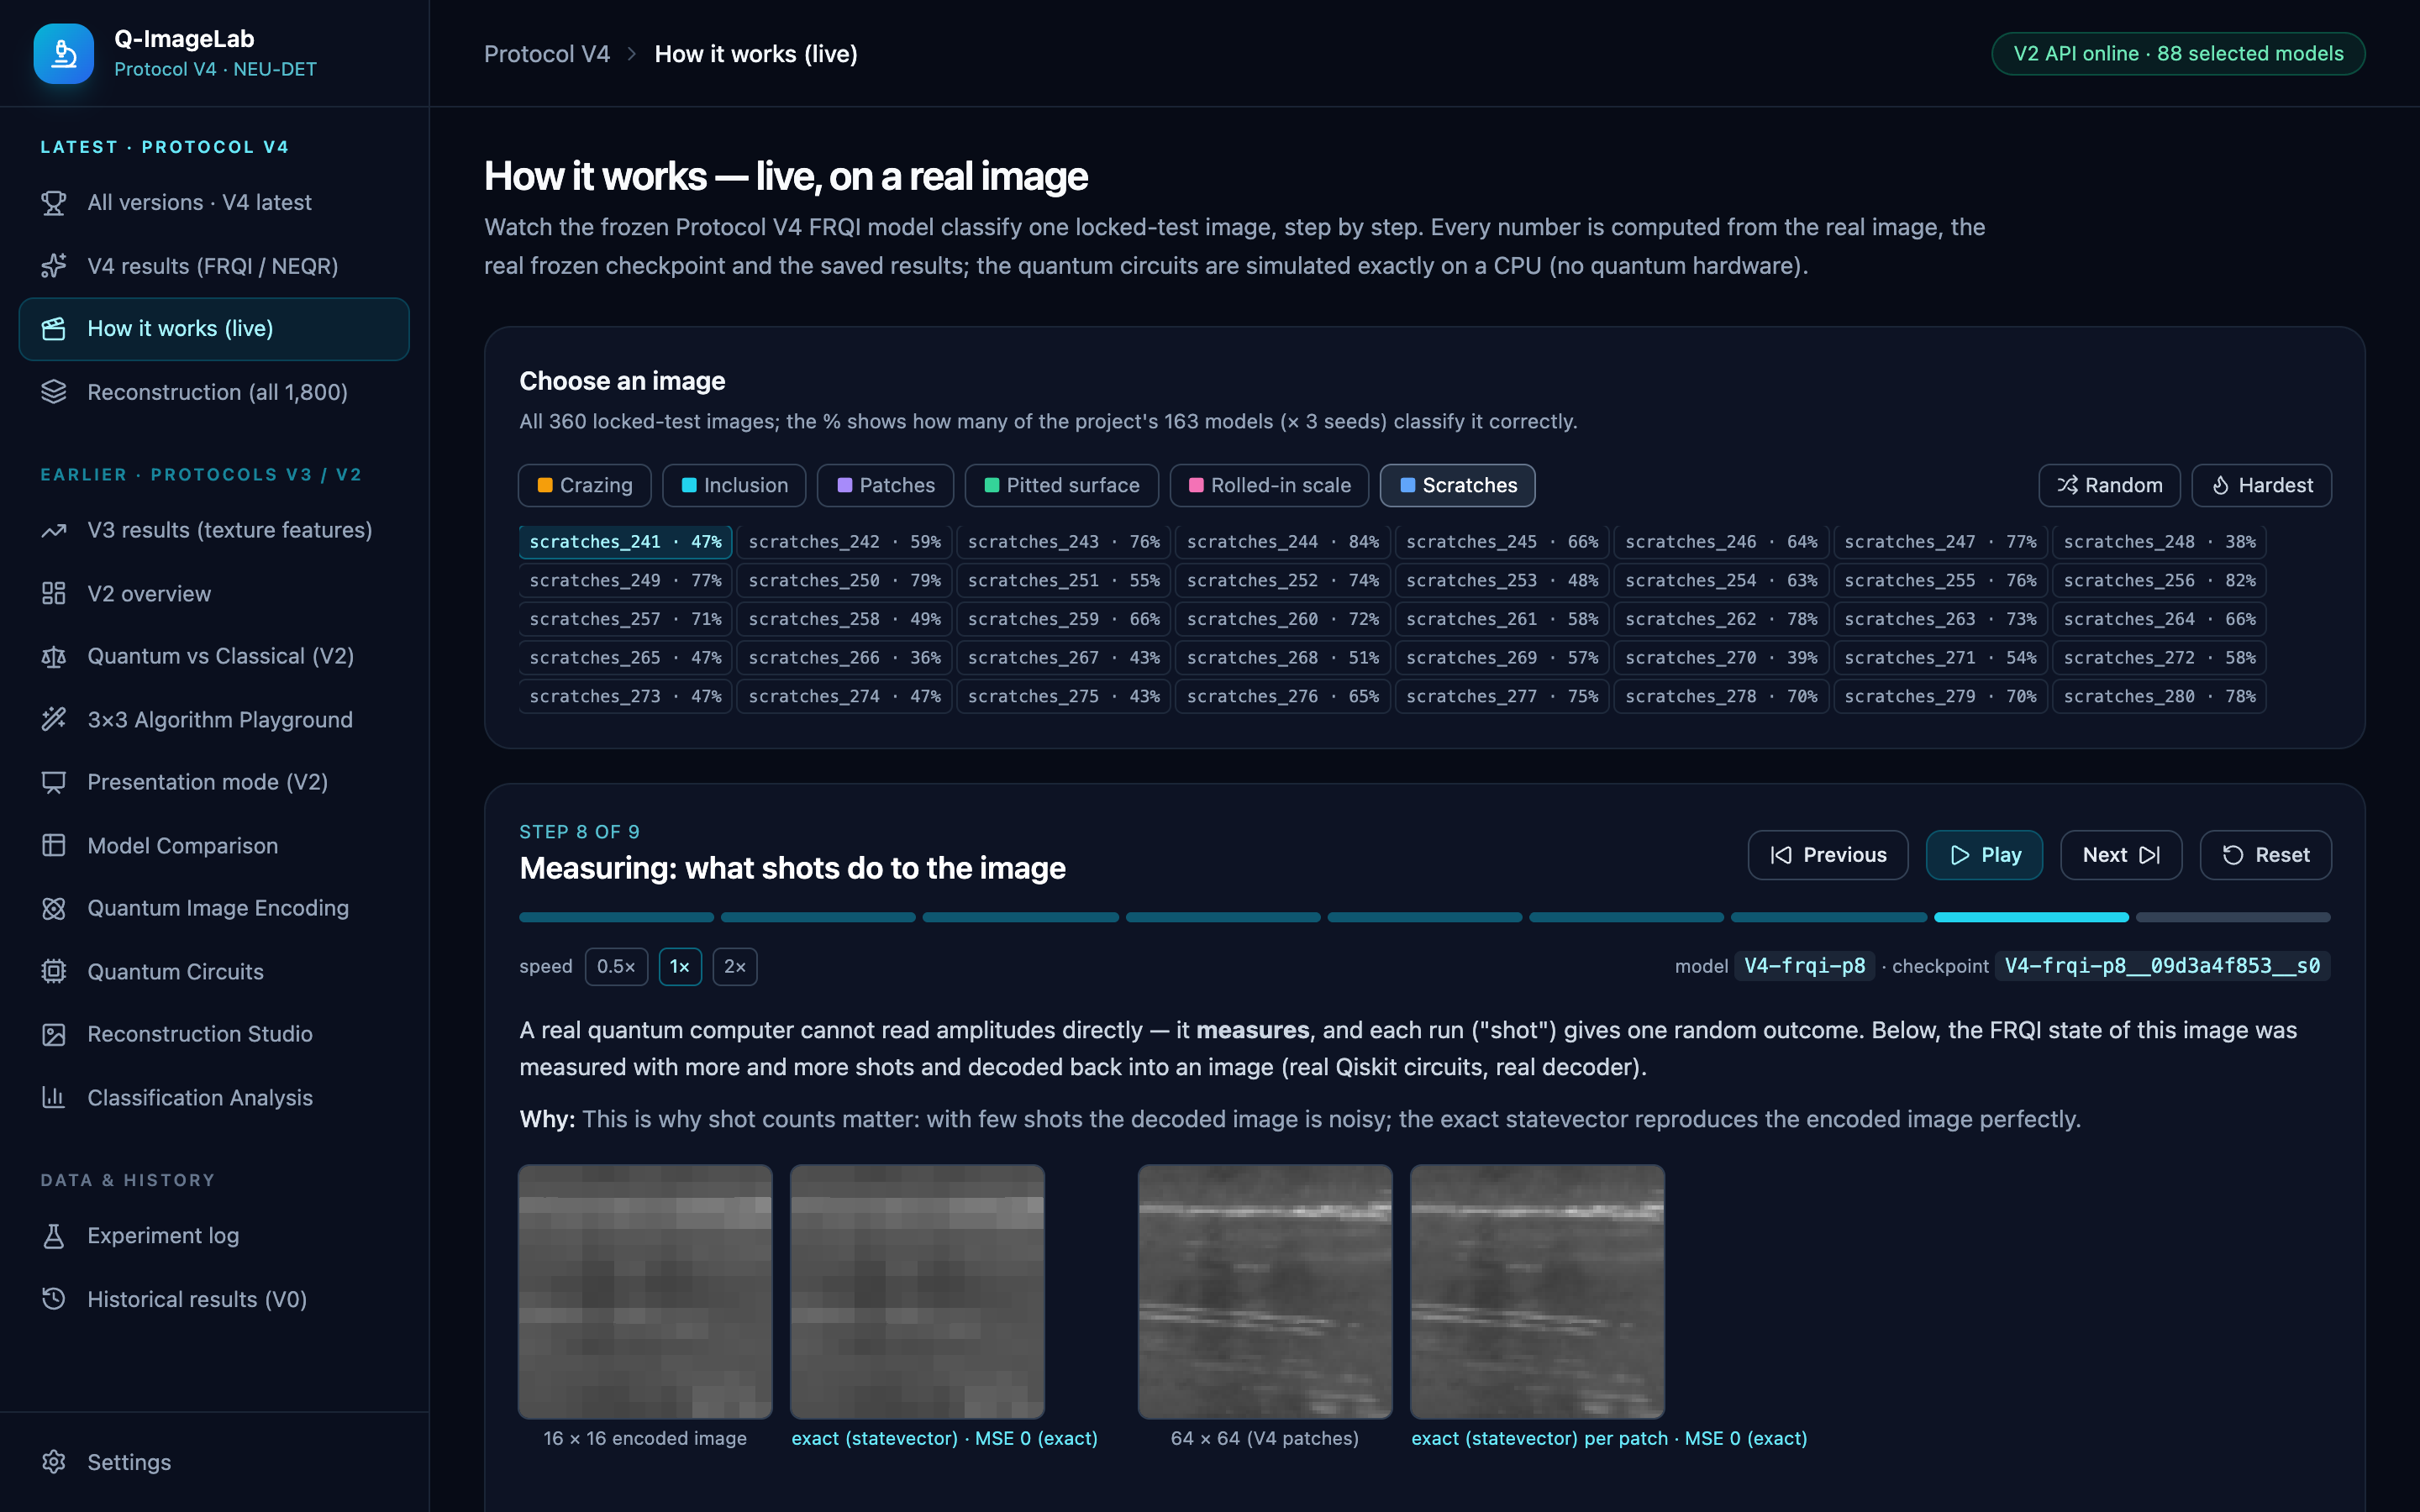 Q-ImageLab
Protocol V4 · NEU-DET
LATEST · PROTOCOL V4
All versions · V4 latest
V4 results (FRQI / NEQR)
How it works (live)
Reconstruction (all 1,800)
EARLIER · PROTOCOLS V3 / V2
V3 results (texture features)
V2 overview
Quantum vs Classical (V2)
3×3 Algorithm Playground
Presentation mode (V2)
Model Comparison
Quantum Image Encoding
Quantum Circuits
Reconstruction Studio
Classification Analysis
DATA & HISTORY
Experiment log
Historical results (V0)
Settings
Protocol V4 > How it works (live)
V2 API online · 88 selected models
How it works — live, on a real image
Watch the frozen Protocol V4 FRQI model classify one locked-test image, step by step. Every number is computed from the real image, the
real frozen checkpoint and the saved results; the quantum circuits are simulated exactly on a CPU (no quantum hardware).
Choose an image
All 360 locked-test images; the % shows how many of the project's 163 models (× 3 seeds) classify it correctly.
Crazing Inclusion Patches Pitted surface Rolled-in scale Scratches Random Hardest
scratches_241 · 47% scratches_242 · 59% scratches_243 · 76% scratches_244 · 84% scratches_245 · 66% scratches_246 · 64% scratches_247 · 77% scratches_248 · 38%
scratches_249 · 77% scratches_250 · 79% scratches_251 · 55% scratches_252 · 74% scratches_253 · 48% scratches_254 · 63% scratches_255 · 76% scratches_256 · 82%
scratches_257 · 71% scratches_258 · 49% scratches_259 · 66% scratches_260 · 72% scratches_261 · 58% scratches_262 · 78% scratches_263 · 73% scratches_264 · 66%
scratches_265 · 47% scratches_266 · 36% scratches_267 · 43% scratches_268 · 51% scratches_269 · 57% scratches_270 · 39% scratches_271 · 54% scratches_272 · 58%
scratches_273 · 47% scratches_274 · 47% scratches_275 · 43% scratches_276 · 65% scratches_277 · 75% scratches_278 · 70% scratches_279 · 70% scratches_280 · 78%
STEP 8 OF 9
Measuring: what shots do to the image
Previous Play Next Reset
speed 0.5× 1× 2×
model V4-frqi-p8 · checkpoint V4-frqi-p8__09d3a4f853__s0
A real quantum computer cannot read amplitudes directly — it measures, and each run ("shot") gives one random outcome. Below, the FRQI state of this image was
measured with more and more shots and decoded back into an image (real Qiskit circuits, real decoder).
Why: This is why shot counts matter: with few shots the decoded image is noisy; the exact statevector reproduces the encoded image perfectly.
16 × 16 encoded image
exact (statevector) · MSE 0 (exact)
64 × 64 (V4 patches)
exact (statevector) per patch · MSE 0 (exact)